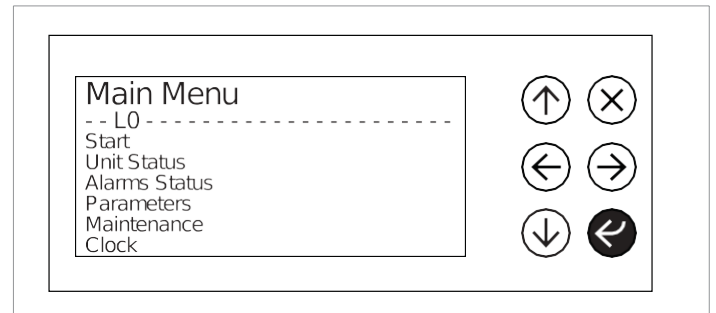 Main Menu
-- L0 ----------------------
Start
Unit Status
Alarms Status
Parameters
Maintenance
Clock